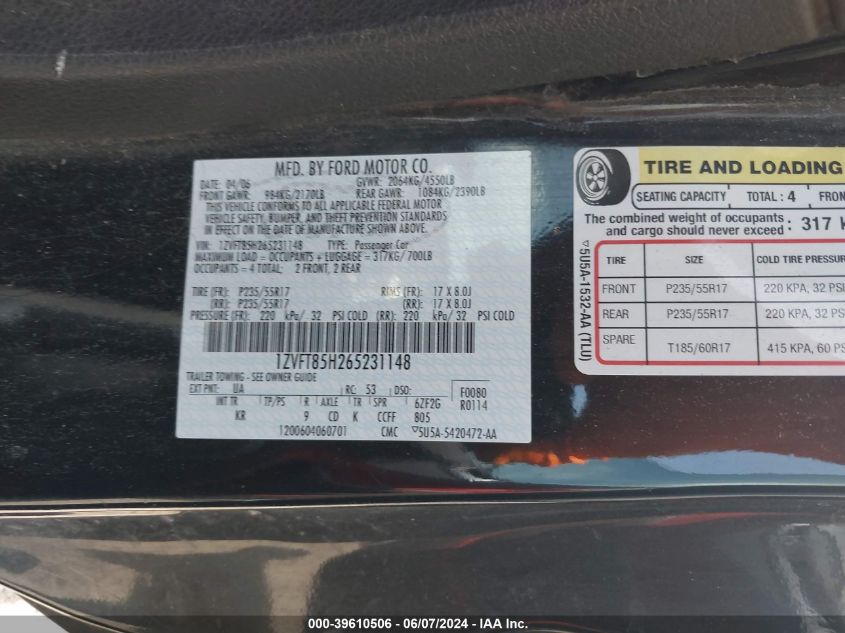 MFD. BY FORD MOTOR CO.
DATE: 04/06 GVWR: 2064KG/4550LB
FRONT GAWR: 984KG/2170LB REAR GAWR: 1084KG/2390LB
THIS VEHICLE CONFORMS TO ALL APPLICABLE FEDERAL MOTOR
VEHICLE SAFETY, BUMPER, AND THEFT PREVENTION STANDARDS
IN EFFECT ON THE DATE OF MANUFACTURE SHOWN ABOVE.
VIN: 1ZVFT85H265231148 TYPE: Passenger Car
MAXIMUM LOAD = OCCUPANTS + LUGGAGE = 317KG/700LB
OCCUPANTS = 4 TOTAL: 2 FRONT, 2 REAR
TIRE (FR): P235/55R17 RIMS (FR): 17 X 8.0J
(RR): P235/55R17 (RR): 17 X 8.0J
PRESSURE (FR): 220 kPa/ 32 PSI COLD (RR): 220 kPa/ 32 PSI COLD
1ZVFT85H265231148
TRAILER TOWING - SEE OWNER GUIDE
EXT PNT: UA RC: 53 DSO: F0080
INT TR TP/PS R AXLE TR SPR 6ZF2G R0114
KR 9 CD K CCFF 805
1200604060701 CMC 5U5A-5420472-AA
TIRE AND LOADING
SEATING CAPACITY TOTAL: 4 FRON
The combined weight of occupants
and cargo should never exceed: 317 k
5U5A-1532-AA (TLU)
TIRE SIZE COLD TIRE PRESSUR
FRONT P235/55R17 220 KPA, 32 PSI
REAR P235/55R17 220 KPA, 32 PSI
SPARE T185/60R17 415 KPA, 60 PS
000-39610506 - 06/07/2024 - IAA Inc.